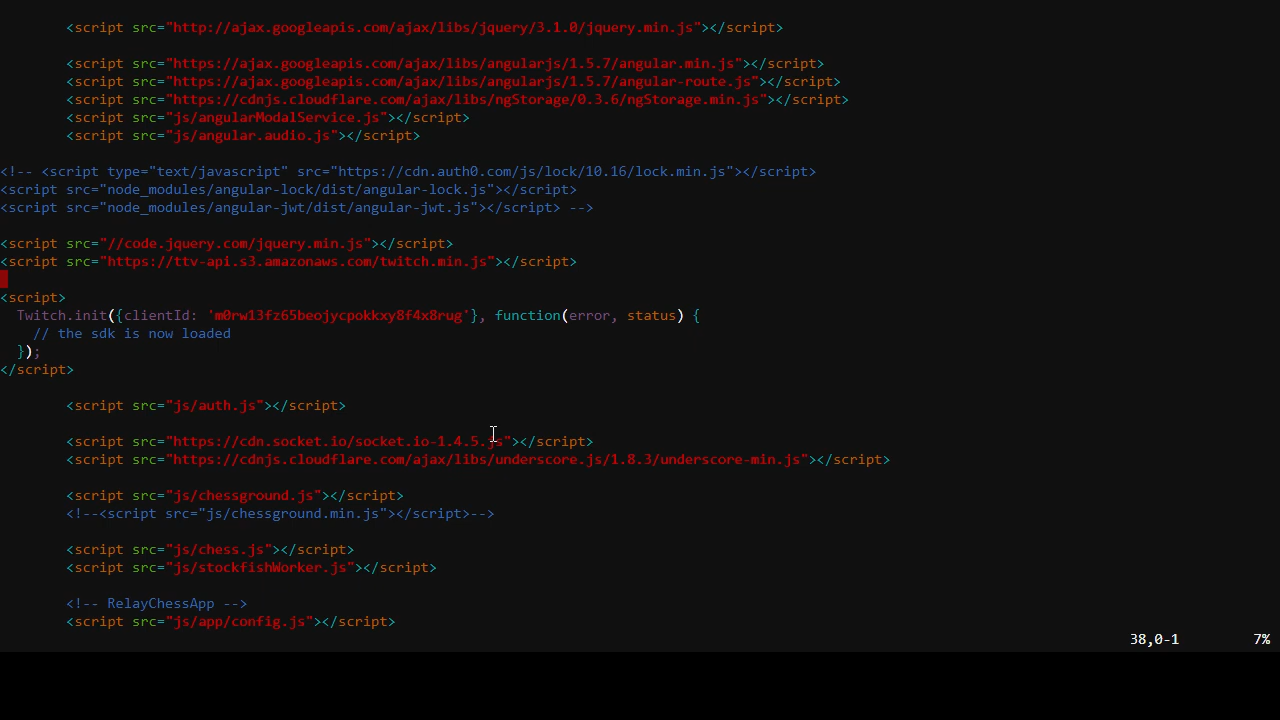 <script src="http://ajax.googleapis.com/ajax/libs/jquery/3.1.0/jquery.min.js"></script>
<script src="https://ajax.googleapis.com/ajax/libs/angularjs/1.5.7/angular.min.js"></script>
<script src="https://ajax.googleapis.com/ajax/libs/angularjs/1.5.7/angular-route.js"></script>
<script src="https://cdnjs.cloudflare.com/ajax/libs/ngStorage/0.3.6/ngStorage.min.js"></script>
<script src="js/angularModalService.js"></script>
<script src="js/angular.audio.js"></script>
<!-- <script type="text/javascript" src="https://cdn.auth0.com/js/lock/10.16/lock.min.js"></script>
<script src="node_modules/angular-lock/dist/angular-lock.js"></script>
<script src="node_modules/angular-jwt/dist/angular-jwt.js"></script> -->
<script src="//code.jquery.com/jquery.min.js"></script>
<script src="https://ttv-api.s3.amazonaws.com/twitch.min.js"></script>
<script>
Twitch.init({clientId: 'm0rw13fz65beojycpokkxy8f4x8rug'}, function(error, status) {
// the sdk is now loaded
});
</script>
<script src="js/auth.js"></script>
<script src="https://cdn.socket.io/socket.io-1.4.5.js"></script>
<script src="https://cdnjs.cloudflare.com/ajax/libs/underscore.js/1.8.3/underscore-min.js"></script>
<script src="js/chessground.js"></script>
<!--<script src="js/chessground.min.js"></script>-->
<script src="js/chess.js"></script>
<script src="js/stockfishWorker.js"></script>
<!-- RelayChessApp -->
<script src="js/app/config.js"></script>
38,0-1 7%